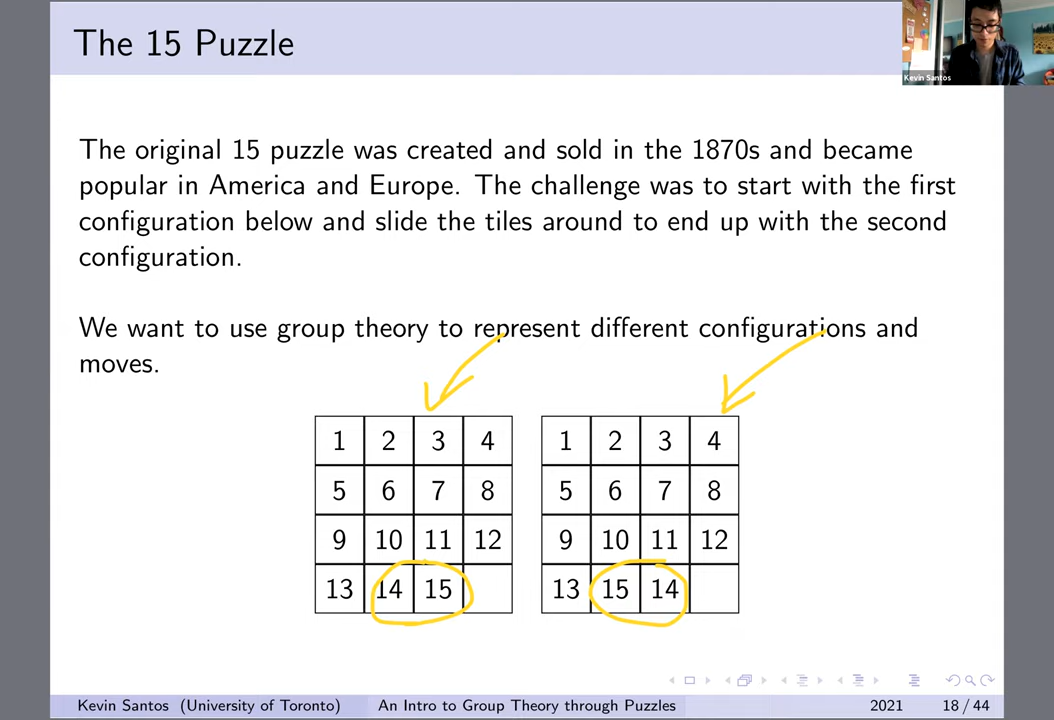 The 15 Puzzle
Kevin Santos
The original 15 puzzle was created and sold in the 1870s and became
popular in America and Europe. The challenge was to start with the first
configuration below and slide the tiles around to end up with the second
configuration.
We want to use group theory to represent different configurations and
moves.
1 2 3 4
5 6 7 8
9 10 11 12
13 14 15
1 2 3 4
5 6 7 8
9 10 11 12
13 15 14
Kevin Santos (University of Toronto) An Intro to Group Theory through Puzzles 2021 18 / 44